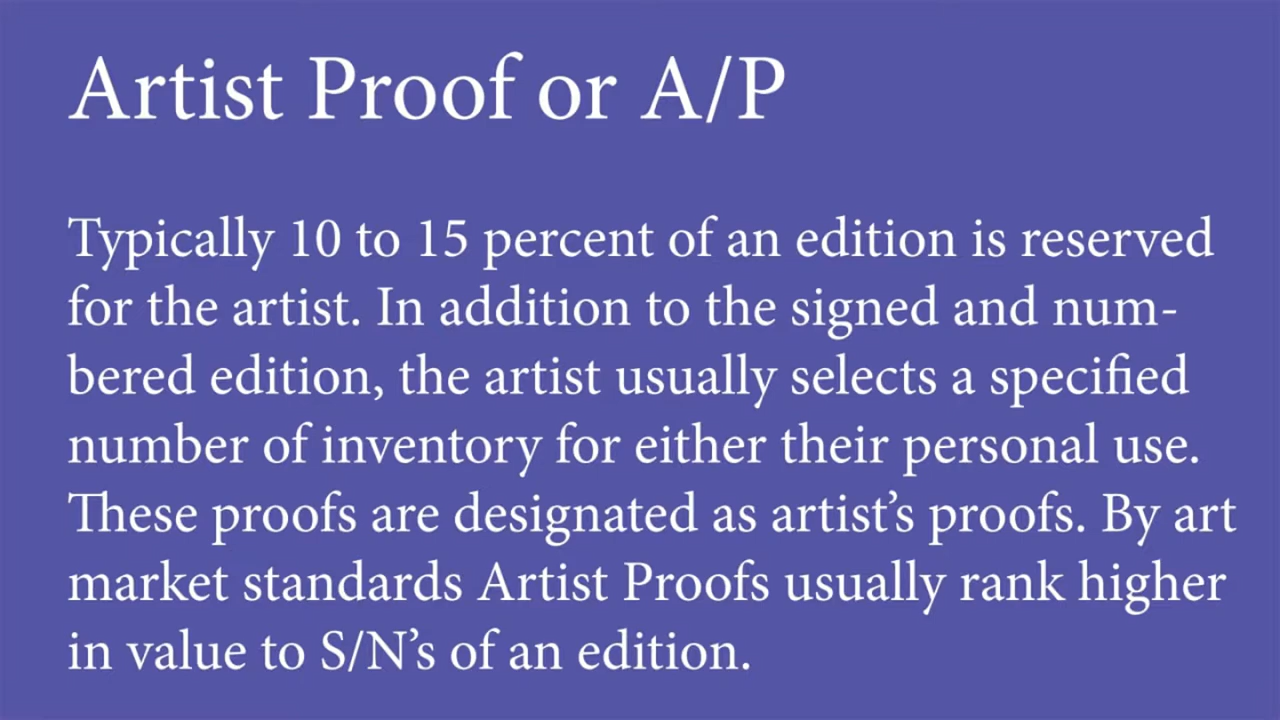 Artist Proof or A/P
Typically 10 to 15 percent of an edition is reserved
for the artist. In addition to the signed and num-
bered edition, the artist usually selects a specified
number of inventory for either their personal use.
These proofs are designated as artist’s proofs. By art
market standards Artist Proofs usually rank higher
in value to S/N’s of an edition.